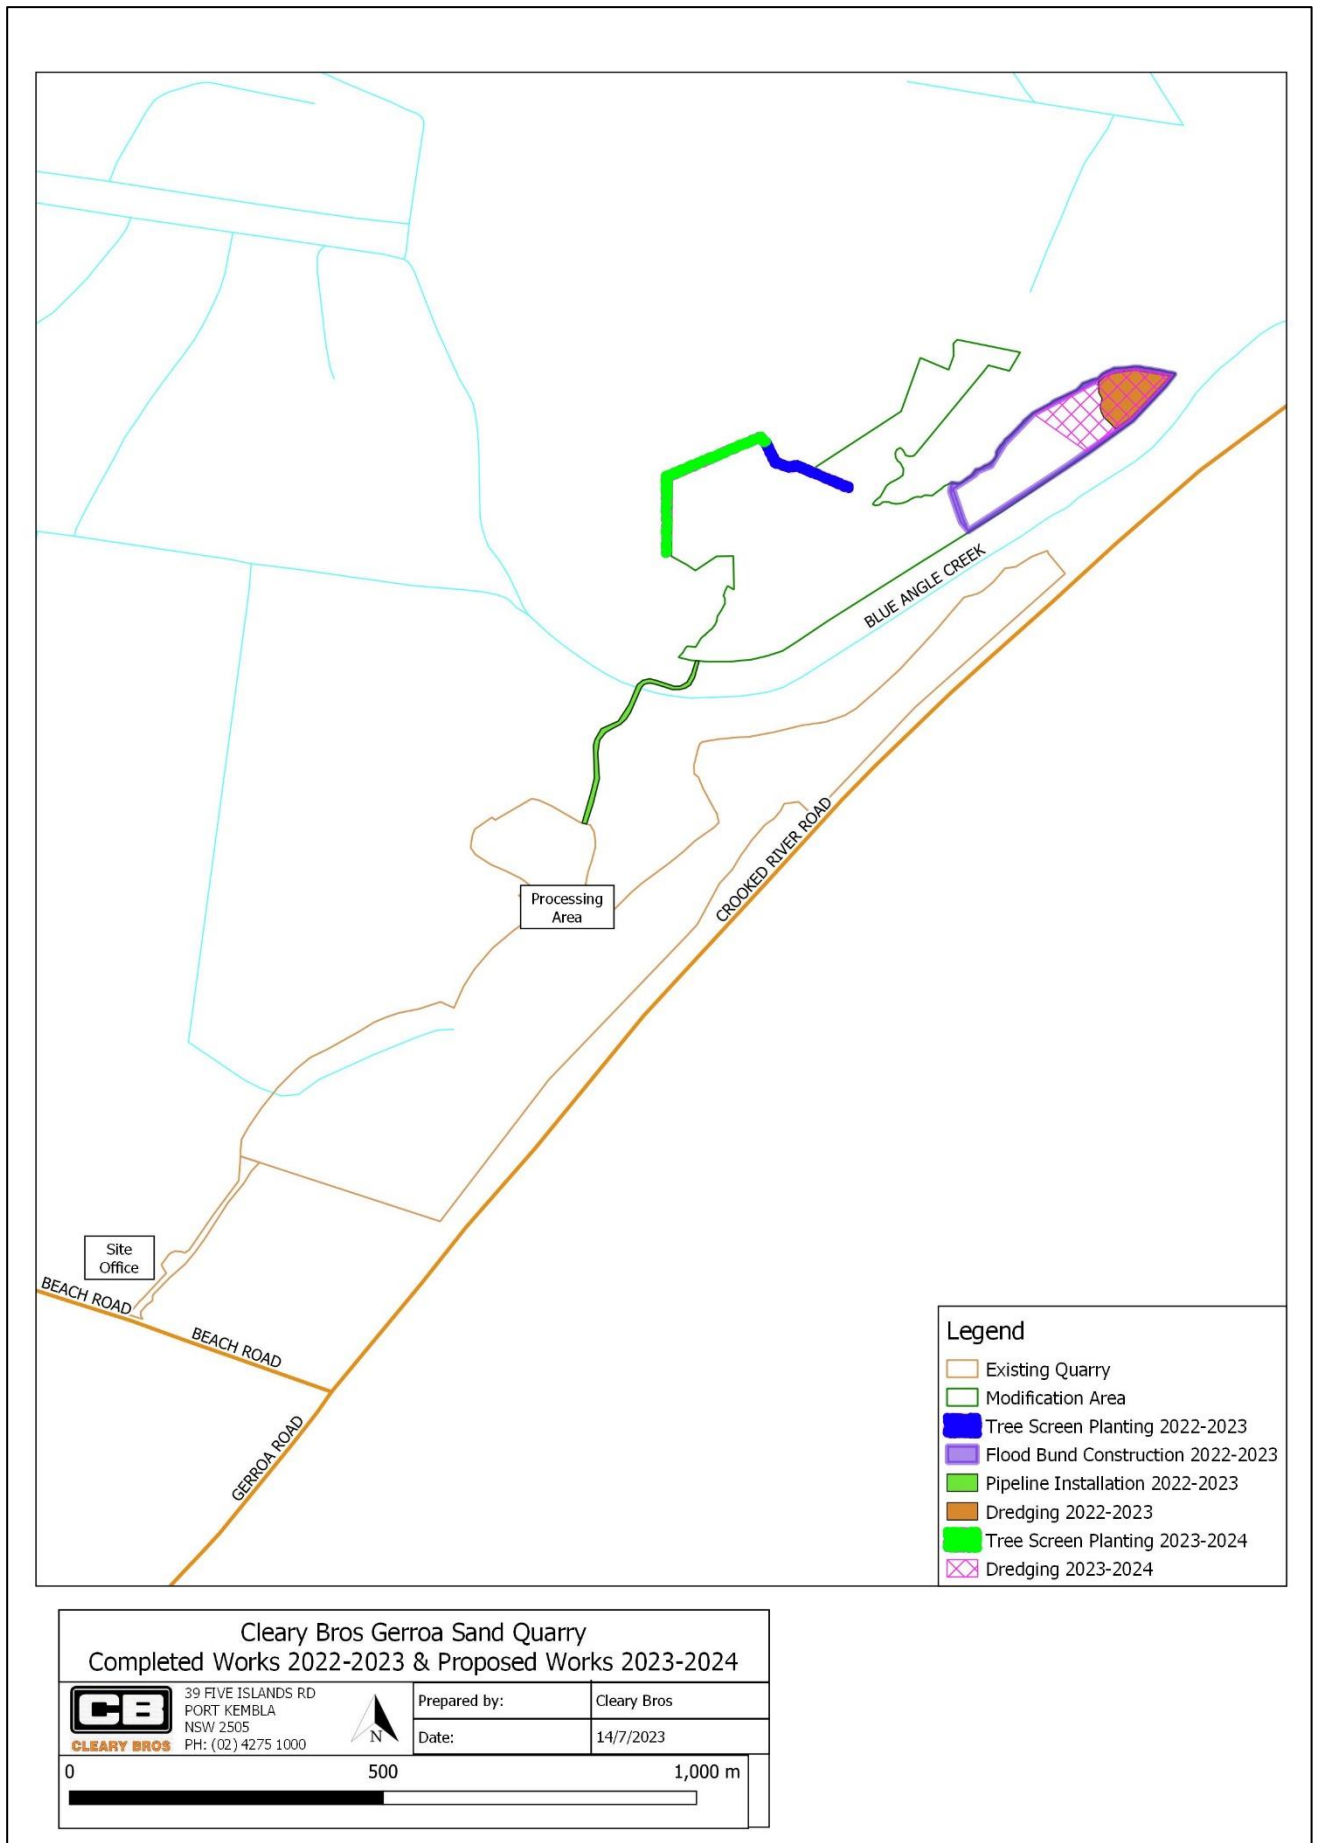 BLUE ANGLE CREEK
CROOKED RIVER ROAD
Processing
Area
Site
Office
BEACH ROAD
BEACH ROAD
GERROA ROAD
Legend
Existing Quarry
Modification Area
Tree Screen Planting 2022-2023
Flood Bund Construction 2022-2023
Pipeline Installation 2022-2023
Dredging 2022-2023
Tree Screen Planting 2023-2024
Dredging 2023-2024
Cleary Bros Gerroa Sand Quarry
Completed Works 2022-2023 & Proposed Works 2023-2024
CB
CLEARY BROS
39 FIVE ISLANDS RD
PORT KEMBLA
NSW 2505
PH: (02) 4275 1000
N
Prepared by: Cleary Bros
Date: 14/7/2023
0 500 1,000 m